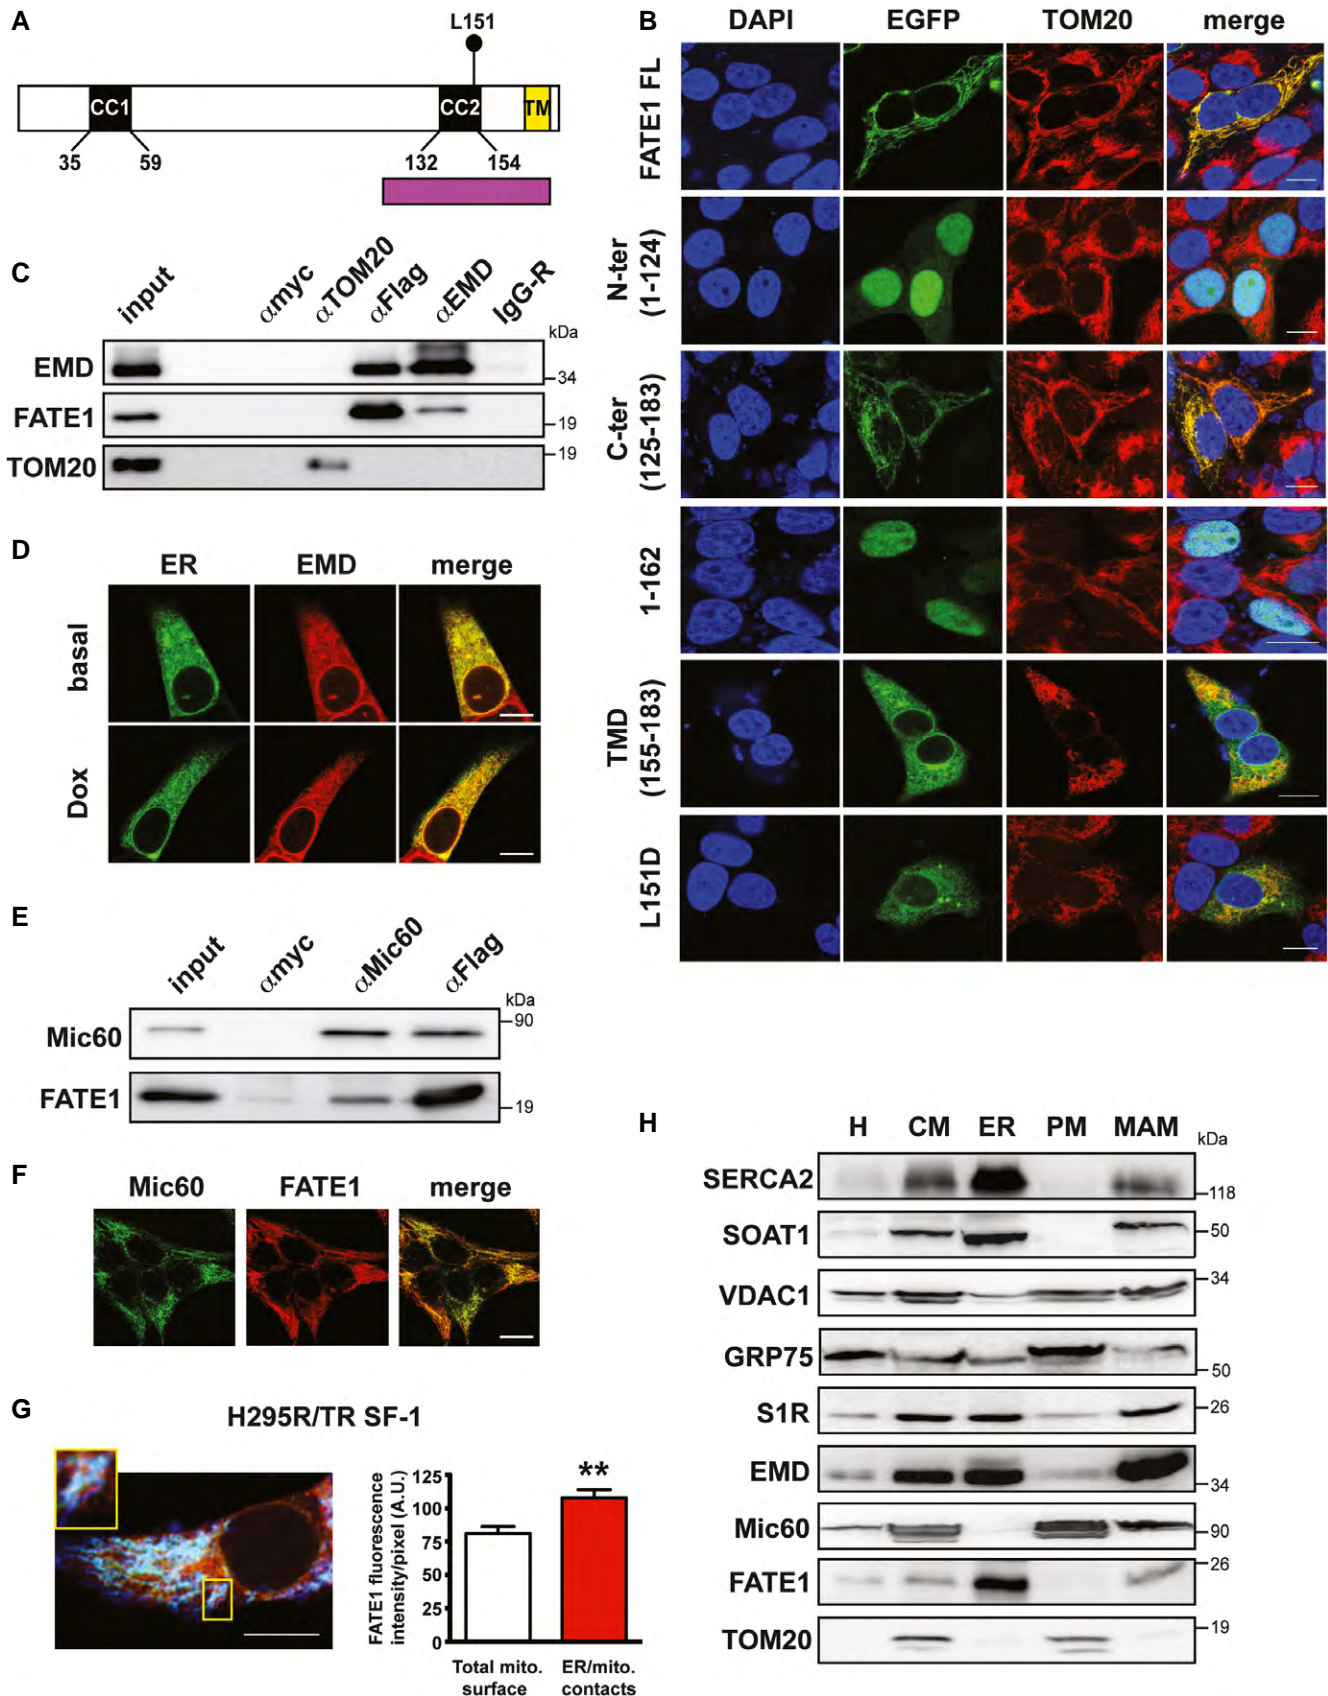 A
L151
CC1
CC2
TM
35
59
132
154
B
DAPI
EGFP
TOM20
merge
FATE1 FL
N-ter
(1-124)
C-ter
(125-183)
1-162
TMD
(155-183)
L151D
C
input
αmyc
αTOM20
αFlag
αEMD
IgG-R
kDa
EMD
34
FATE1
19
19
TOM20
D
ER
EMD
merge
basal
Dox
E
input
αmyc
αMic60
αFlag
kDa
90
Mic60
FATE1
19
F
Mic60
FATE1
merge
G
H295R/TR SF-1
FATE1 fluorescence
intensity/pixel (A.U.)
125
100
75
50
25
0
**
Total mito.
surface
ER/mito.
contacts
H
H
CM
ER
PM
MAM
kDa
SERCA2
118
SOAT1
50
VDAC1
34
GRP75
50
S1R
26
EMD
34
Mic60
90
FATE1
26
TOM20
19